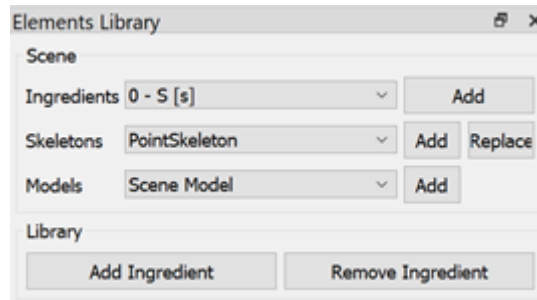 Elements Library
Scene
Ingredients 0 - S [s] Add
Skeletons PointSkeleton Add Replace
Models Scene Model Add
Library
Add Ingredient Remove Ingredient